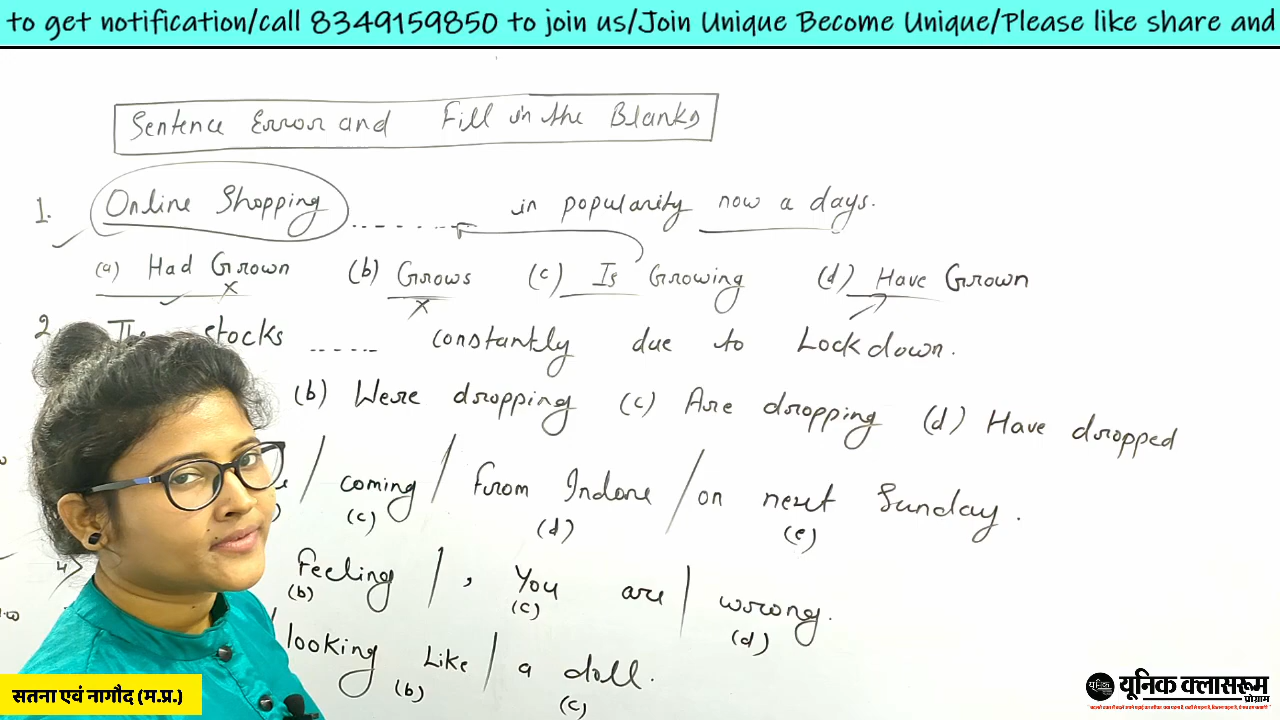 to get notification/call 8349159850 to join us/Join Unique Become Unique/Please like share and
Sentence Error and Fill in the Blanks
1. Online Shopping ........ in popularity now a days.
(a) Had Grown (b) Grows (c) Is Growing (d) Have Grown
2. The stocks ...... constantly due to Lockdown.
(b) Were dropping (c) Are dropping (d) Have dropped
/ coming / from Indore / on next Sunday.
(c) (d) (e)
Feeling / , You are / wrong.
(b) (c) (d)
looking Like / a doll.
(b) (c)
सतना एवं नागौद (म.प्र.)
यूनिक क्लासरूम
प्रोग्राम